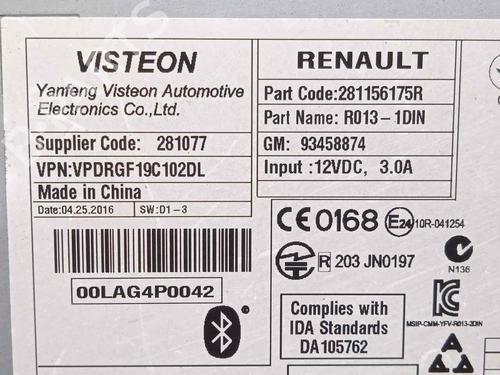 VISTEON
Yanfeng Visteon Automotive
Electronics Co.,Ltd.
Supplier Code: 281077
VPN:VPDRGF19C102DL
Made in China
Date:04.25.2016 SW:D1-3
00LAG4P0042
RENAULT
Part Code:281156175R
Part Name: R013-1DIN
GM: 93458874
Input :12VDC, 3.0A
CE0168 E24 10R-041254
R 203 JN0197
N136
Complies with
IDA Standards
DA105762
MSIP-CMM-YFV-R013-2DIN